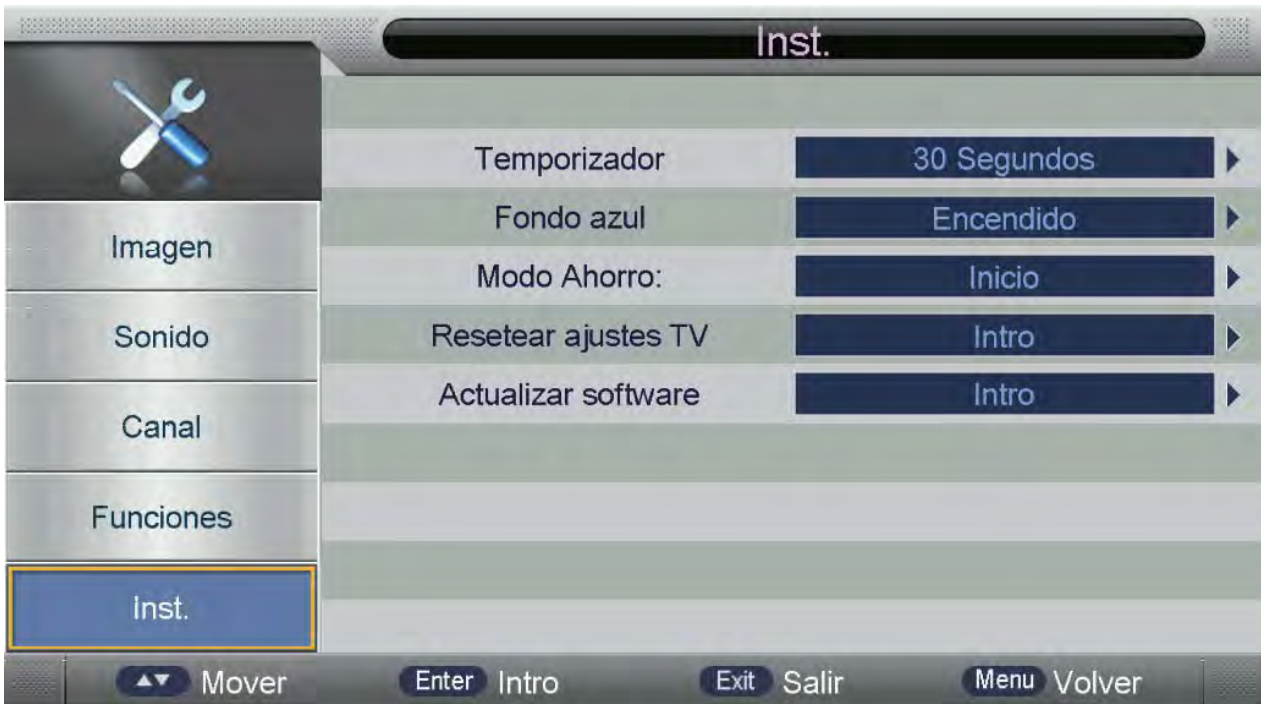 Inst.
Temporizador 30 Segundos
Fondo azul Encendido
Modo Ahorro: Inicio
Resetear ajustes TV Intro
Actualizar software Intro
Imagen
Sonido
Canal
Funciones
Inst.
▲▼ Mover Enter Intro Exit Salir Menu Volver